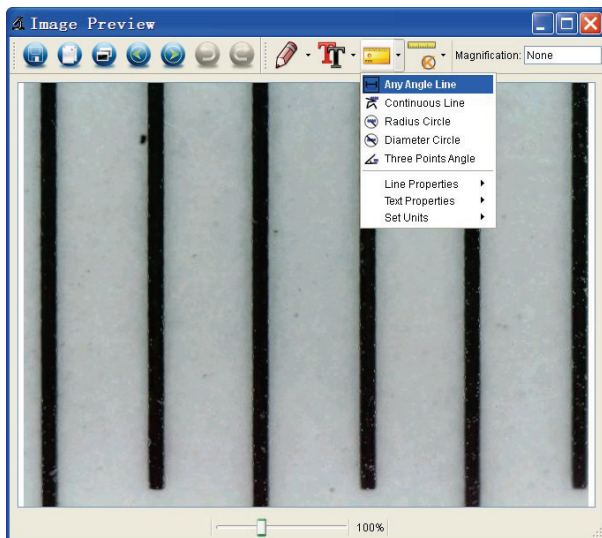 Image Preview
TT
Magnification: None
Any Angle Line
Continuous Line
Radius Circle
Diameter Circle
Three Points Angle
Line Properties
Text Properties
Set Units
100%